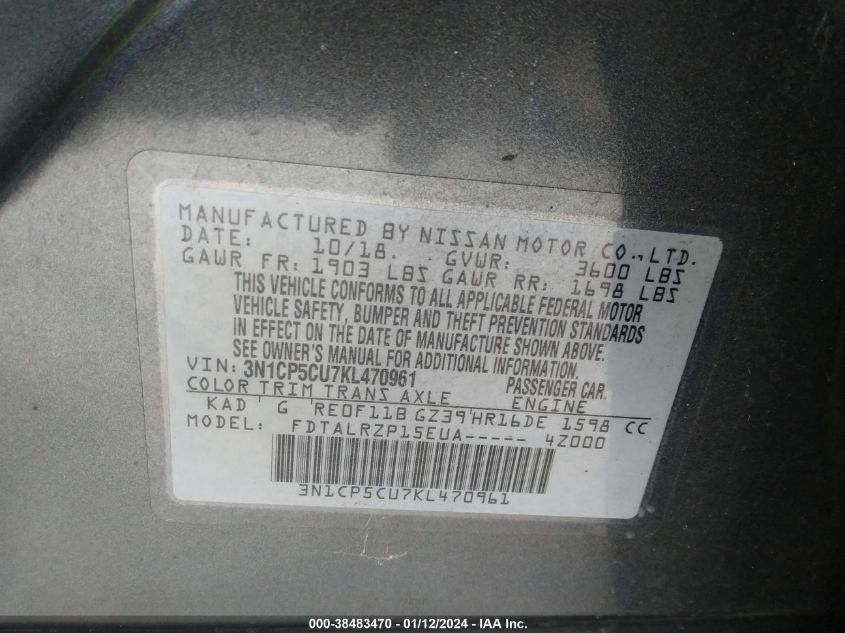 MANUFACTURED BY NISSAN MOTOR CO., LTD.
DATE: 10/18. GVWR: 3600 LBS
GAWR FR: 1903 LBS GAWR RR: 1698 LBS
THIS VEHICLE CONFORMS TO ALL APPLICABLE FEDERAL MOTOR
VEHICLE SAFETY, BUMPER AND THEFT PREVENTION STANDARDS
IN EFFECT ON THE DATE OF MANUFACTURE SHOWN ABOVE.
SEE OWNER'S MANUAL FOR ADDITIONAL INFORMATION.
VIN: 3N1CP5CU7KL470961 PASSENGER CAR.
COLOR TRIM TRANS AXLE ENGINE
KAD G RE0F11B GZ39 HR16DE 1598 CC
MODEL: FDTALRZP15EUA----- 4Z000
3N1CP5CU7KL470961
000-38483470 - 01/12/2024 - IAA Inc.